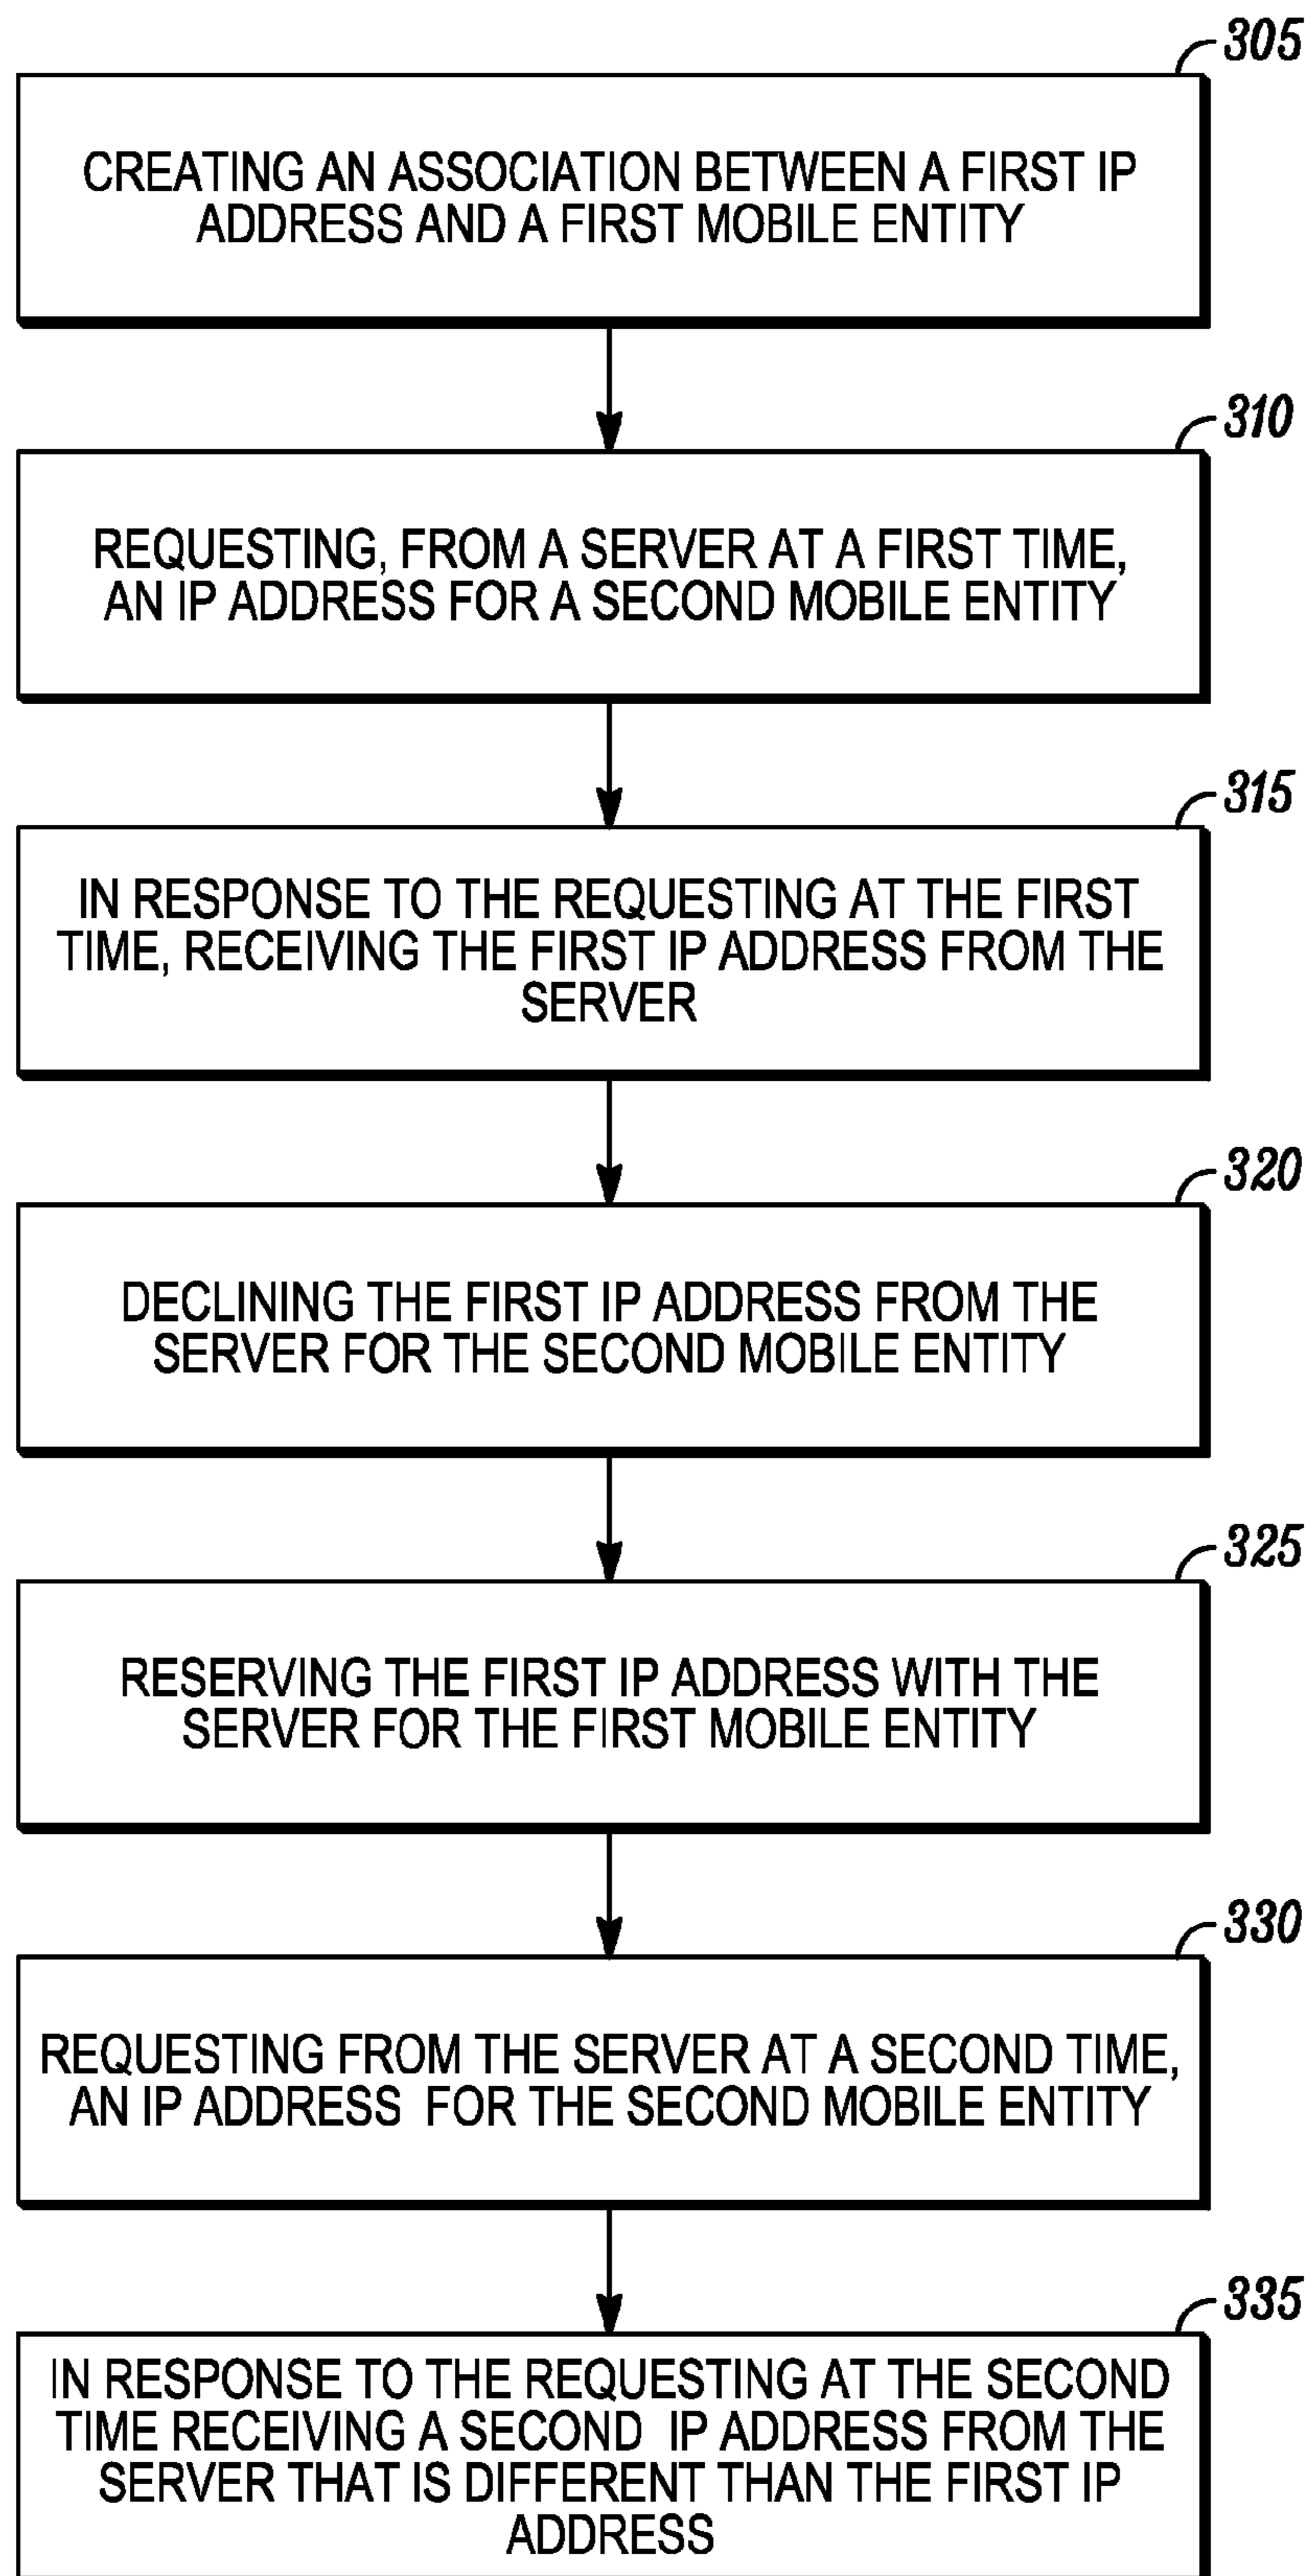 305
CREATING AN ASSOCIATION BETWEEN A FIRST IP
ADDRESS AND A FIRST MOBILE ENTITY
310
REQUESTING, FROM A SERVER AT A FIRST TIME,
AN IP ADDRESS FOR A SECOND MOBILE ENTITY
315
IN RESPONSE TO THE REQUESTING AT THE FIRST
TIME, RECEIVING THE FIRST IP ADDRESS FROM THE
SERVER
320
DECLINING THE FIRST IP ADDRESS FROM THE
SERVER FOR THE SECOND MOBILE ENTITY
325
RESERVING THE FIRST IP ADDRESS WITH THE
SERVER FOR THE FIRST MOBILE ENTITY
330
REQUESTING FROM THE SERVER AT A SECOND TIME,
AN IP ADDRESS FOR THE SECOND MOBILE ENTITY
335
IN RESPONSE TO THE REQUESTING AT THE SECOND
TIME RECEIVING A SECOND IP ADDRESS FROM THE
SERVER THAT IS DIFFERENT THAN THE FIRST IP
ADDRESS